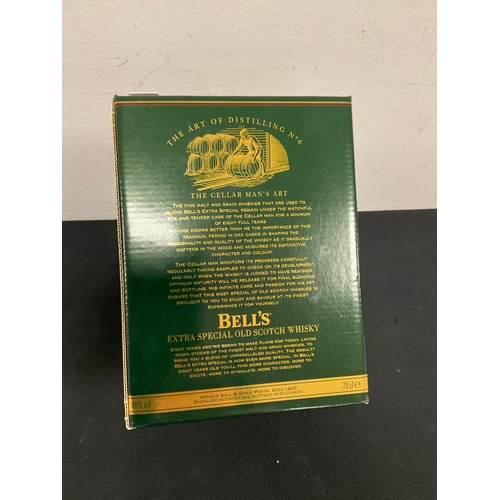 THE ART OF DISTILLING Nº6
THE CELLAR MAN'S ART
THE FINE MALT AND GRAIN WHISKIES THAT ARE USED TO
BLEND BELL'S EXTRA SPECIAL, REMAIN UNDER THE WATCHFUL
EYE AND TENDER CARE OF THE CELLAR MAN FOR A MINIMUM
OF EIGHT FULL YEARS.
NO ONE KNOWS BETTER THAN HE THE IMPORTANCE OF THIS
TRANQUIL PERIOD IN OAK CASKS IN SHAPING THE
PERSONALITY AND QUALITY OF THE WHISKY AS IT GRADUALLY
SOFTENS IN THE WOOD AND ACQUIRES ITS DISTINCTIVE
CHARACTER AND COLOUR.
THE CELLAR MAN MONITORS ITS PROGRESS CAREFULLY–
REGULARLY TAKING SAMPLES TO CHECK ON ITS DEVELOPMENT
AND ONLY WHEN THE WHISKY IS JUDGED TO HAVE REACHED
OPTIMUM MATURITY WILL HE RELEASE IT FOR FINAL BLENDING
AND BOTTLING. HIS INFINITE CARE AND PASSION FOR HIS ART
ENSURE THAT THIS MOST SPECIAL OF OLD SCOTCH WHISKIES IS
BROUGHT TO YOU TO ENJOY AND SAVOUR AT ITS FINEST.
EXPERIENCE IT FOR YOURSELF.
BELL'S
EXTRA SPECIAL OLD SCOTCH WHISKY
EIGHT YEARS AGO WE BEGAN TO MAKE PLANS FOR TODAY. LAYING
DOWN STOCKS OF THE FINEST MALT AND GRAIN WHISKIES, TO
BRING YOU A BLEND OF UNPARALLELED QUALITY. THE RESULT?
BELL'S EXTRA SPECIAL IS NOW EVEN MORE SPECIAL. IN BELL'S
EIGHT YEARS OLD YOU'LL FIND MORE CHARACTER. MORE TO
EXCITE. MORE TO STIMULATE. MORE TO DISCOVER.
ARTHUR BELL & SONS, PERTH. ESTD 1825
DISTILLED BLENDED AND BOTTLED IN SCOTLAND
70 cl e